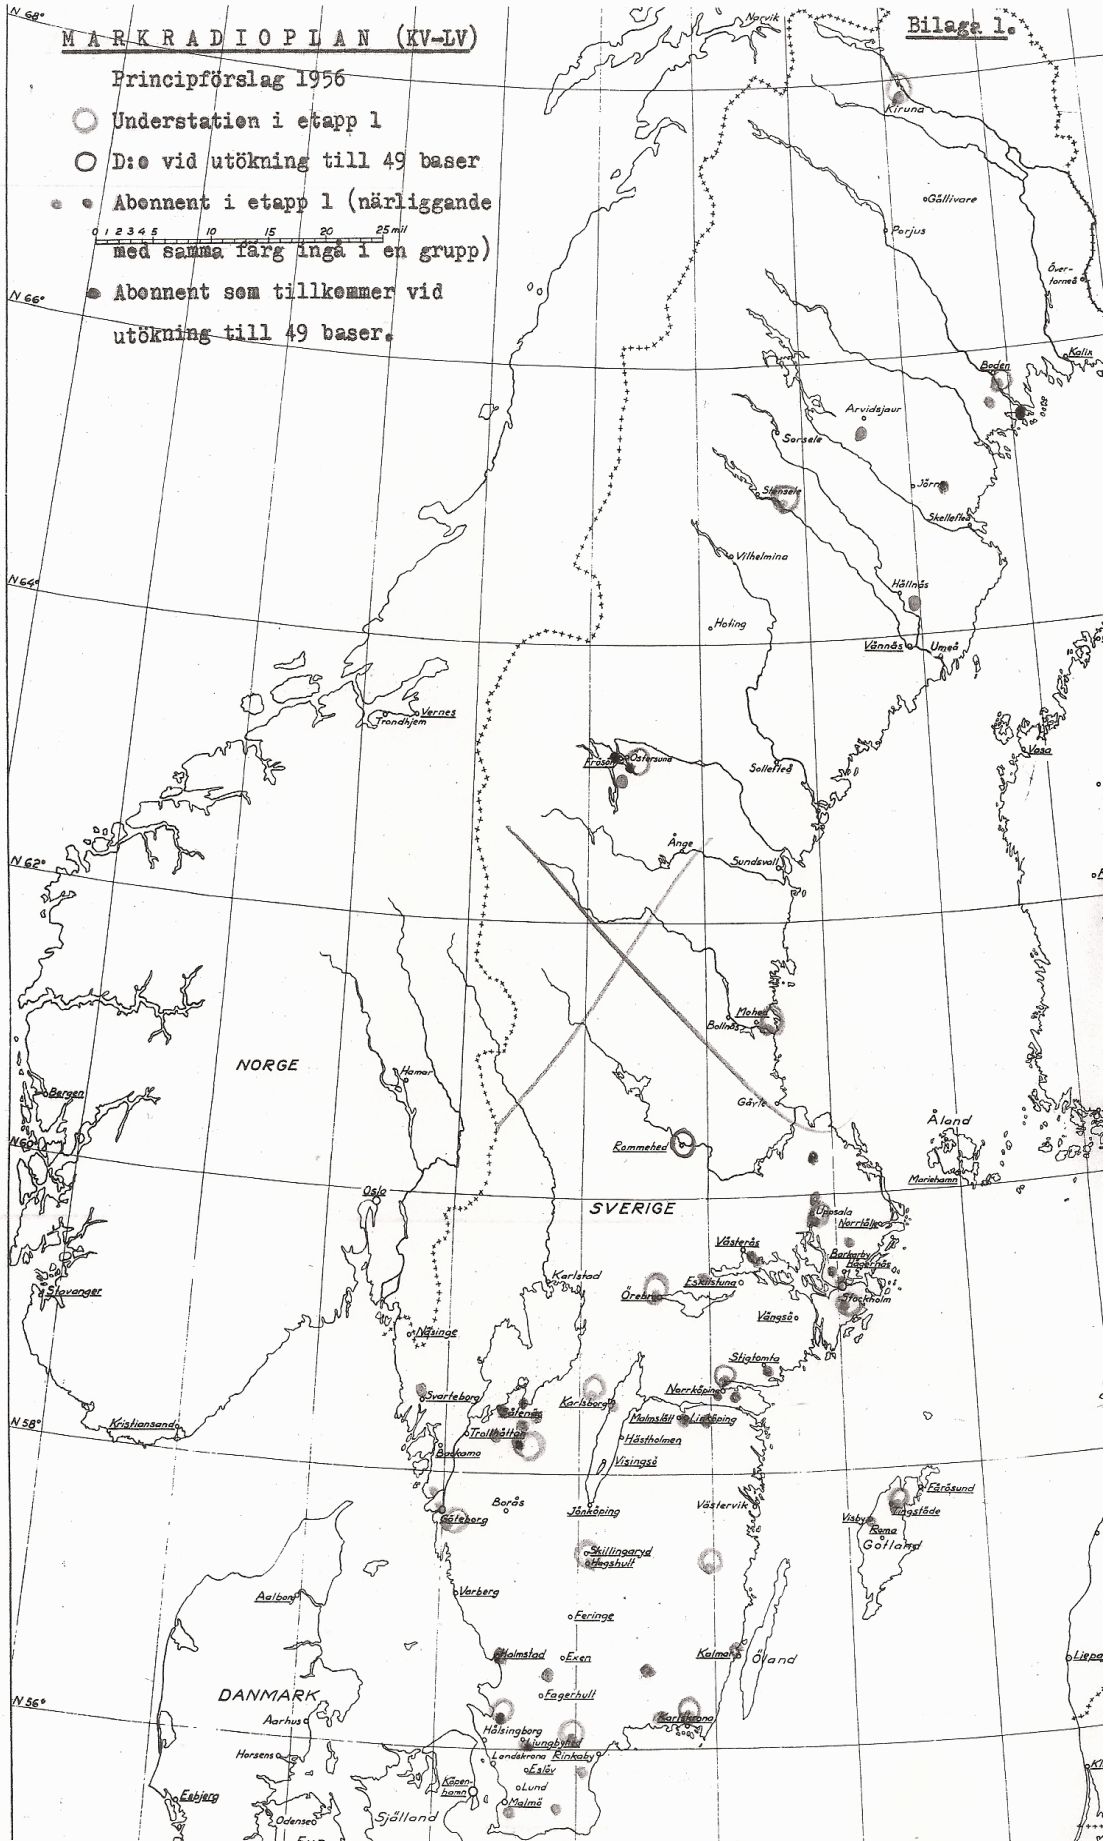 N 68°
MARKRADIOPLAN (KV-LV)
Bilaga 1.
Principförslag 1956
Understation i etapp 1
D:o vid utökning till 49 baser
Abonnent i etapp 1 (närliggande
0 1 2 3 4 5 10 15 20 25 mil
med samma färg ingå i en grupp)
Abonnent som tillkommer vid
utökning till 49 baser.
Narvik
Kiruna
Gällivare
Porjus
Över-
torneå
N 66°
Kalix
Boden
Arvidsjaur
Sorsele
Jörn
Stensele
Skellefteå
Vilhelmina
N 64°
Hällnäs
Hoting
Vännäs
Umeå
Vernes
Trondhjem
Vasa
Frösön
Östersund
Sollefteå
Ånge
Sundsvall
N 62°
Mohed
Bollnäs
NORGE
Hamar
Bergen
Gävle
Åland
N 60°
Rommehed
Mariehamn
Oslo
SVERIGE
Uppsala
Norrtälje
Västerås
Barkarby
Hägernäs
Karlstad
Eskilstuna
Örebro
Stockholm
Stavanger
Vängsö
Näsinge
Stigtomta
Svarteborg
Norrköping
Karlsborg
Såtenäs
Malmslätt
Linköping
N 58°
Kristiansand
Trollhättan
Hästholmen
Backamo
Visingsö
Fårösund
Borås
Jönköping
Västervik
Tingstäde
Göteborg
Visby
Roma
Gotland
Skillingaryd
Hagshult
Aalborg
Varberg
Feringe
Halmstad
Exen
Kalmar
Öland
Liepa
DANMARK
Fagerhult
N 56°
Aarhus
Karlskrona
Hälsingborg
Ljungbyhed
Horsens
Landskrona
Rinkaby
Eslöv
Köpen-
hamn
Lund
Esbjerg
Malmö
Odense
Själland